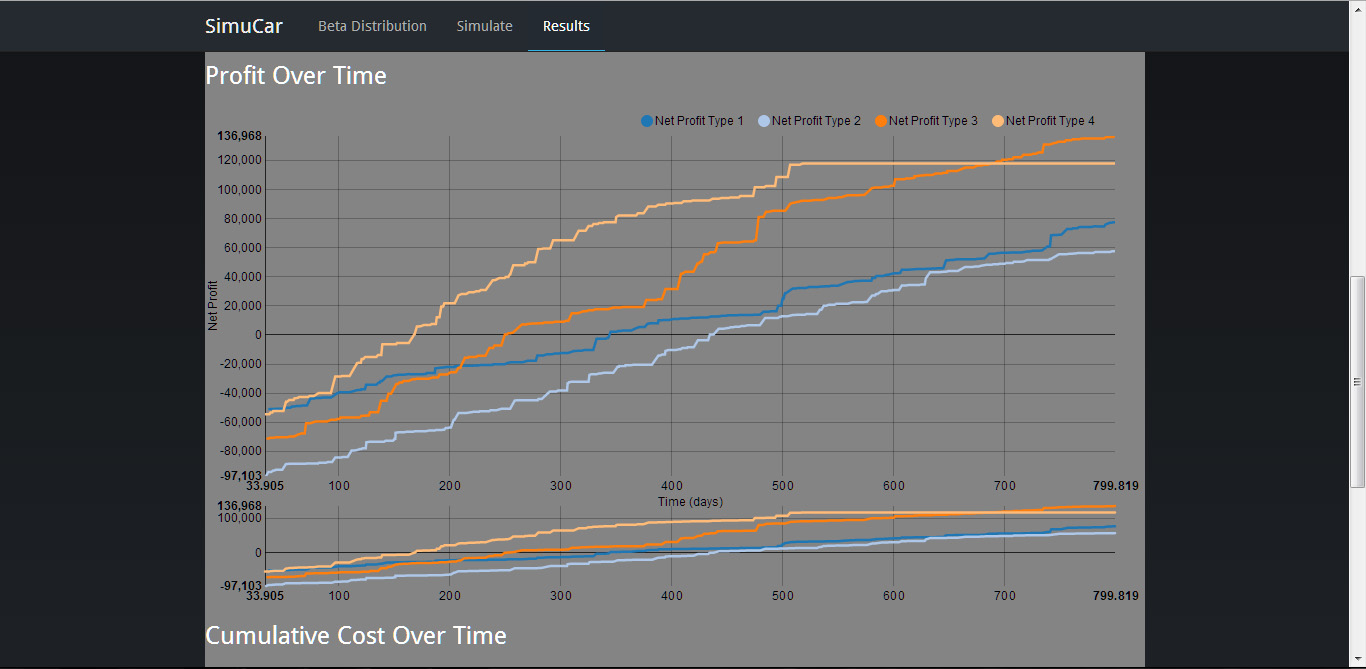 SimuCar Beta Distribution Simulate Results
Profit Over Time
Net Profit Type 1 Net Profit Type 2 Net Profit Type 3 Net Profit Type 4
136,968
120,000
100,000
80,000
60,000
40,000
20,000
0
-20,000
-40,000
-60,000
-80,000
-97,103
Net Profit
33.905 100 200 300 400 500 600 700 799.819
Time (days)
136,968
100,000
0
-97,103
33.905 100 200 300 400 500 600 700 799.819
Cumulative Cost Over Time